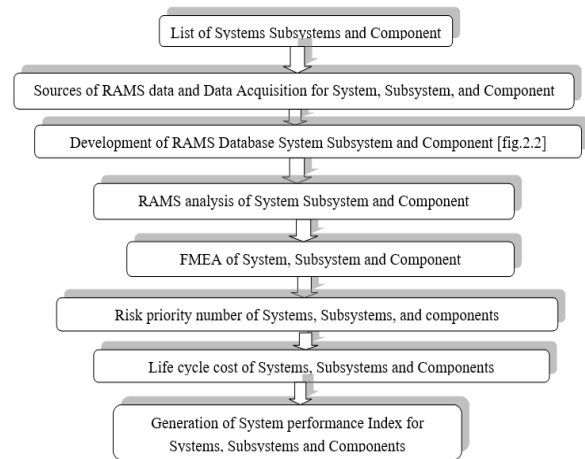 List of Systems Subsystems and Component
Sources of RAMS data and Data Acquisition for System, Subsystem, and Component
Development of RAMS Database System Subsystem and Component [fig.2.2]
RAMS analysis of System Subsystem and Component
FMEA of System, Subsystem and Component
Risk priority number of Systems, Subsystems, and components
Life cycle cost of Systems, Subsystems and Components
Generation of System performance Index for
Systems, Subsystems and Components